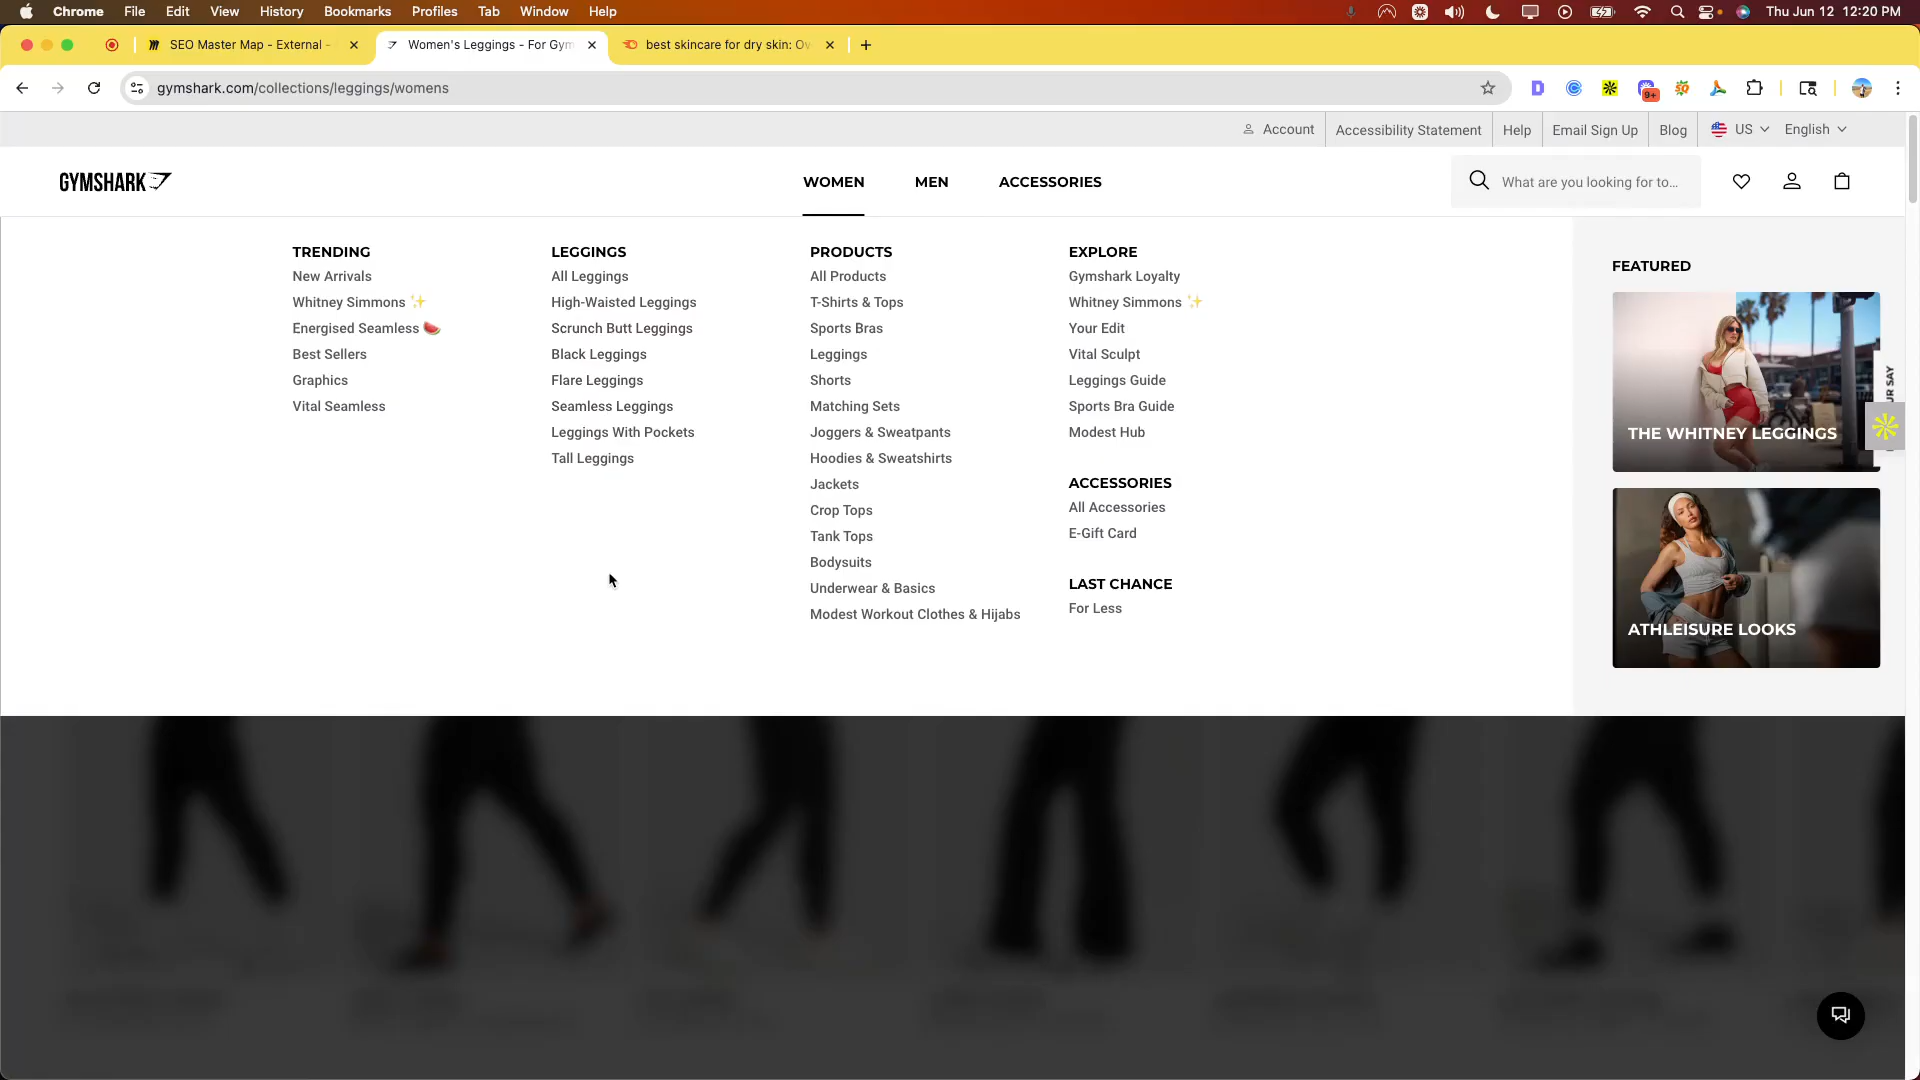 Chrome File Edit View History Bookmarks Profiles Tab Window Help Thu Jun 12 12:20 PM
SEO Master Map - External - Women's Leggings - For Gym best skincare for dry skin: Ov
gymshark.com/collections/leggings/womens
9+
Account Accessibility Statement Help Email Sign Up Blog US English
GYMSHARK WOMEN MEN ACCESSORIES What are you looking for to...
TRENDING
New Arrivals
Whitney Simmons ✨
Energised Seamless 🍉
Best Sellers
Graphics
Vital Seamless
LEGGINGS
All Leggings
High-Waisted Leggings
Scrunch Butt Leggings
Black Leggings
Flare Leggings
Seamless Leggings
Leggings With Pockets
Tall Leggings
PRODUCTS
All Products
T-Shirts & Tops
Sports Bras
Leggings
Shorts
Matching Sets
Joggers & Sweatpants
Hoodies & Sweatshirts
Jackets
Crop Tops
Tank Tops
Bodysuits
Underwear & Basics
Modest Workout Clothes & Hijabs
EXPLORE
Gymshark Loyalty
Whitney Simmons ✨
Your Edit
Vital Sculpt
Leggings Guide
Sports Bra Guide
Modest Hub
ACCESSORIES
All Accessories
E-Gift Card
LAST CHANCE
For Less
FEATURED
THE WHITNEY LEGGINGS
ATHLEISURE LOOKS
UR SAY